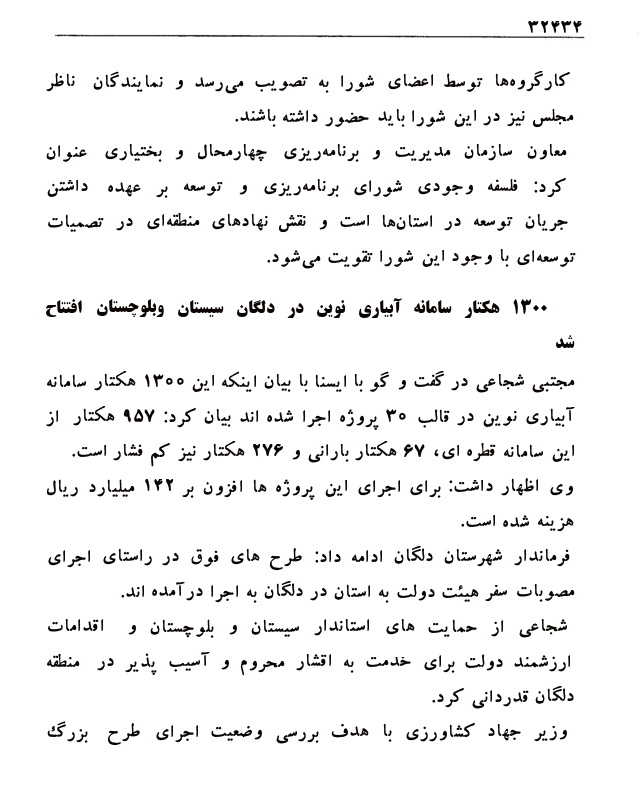 ۳۲۴۳۴
کارگروه‌ها توسط اعضای شورا به تصویب می‌رسد و نمایندگان ناظر
مجلس نیز در این شورا باید حضور داشته باشند.
معاون سازمان مدیریت و برنامه‌ریزی چهارمحال و بختیاری عنوان
کرد: فلسفه وجودی شورای برنامه‌ریزی و توسعه بر عهده داشتن
جریان توسعه در استان‌ها است و نقش نهادهای منطقه‌ای در تصمیات
توسعه‌ای با وجود این شورا تقویت می‌شود.
۱۳۰۰ هکتار سامانه آبیاری نوین در دلگان سیستان وبلوچستان افتتاح
شد
مجتبی شجاعی در گفت و گو با ایسنا با بیان اینکه این ۱۳۰۰ هکتار سامانه
آبیاری نوین در قالب ۳۰ پروژه اجرا شده اند بیان کرد: ۹۵۷ هکتار از
این سامانه قطره ای، ۶۷ هکتار بارانی و ۲۷۶ هکتار نیز کم فشار است.
وی اظهار داشت: برای اجرای این پروژه ها افزون بر ۱۴۲ میلیارد ریال
هزینه شده است.
فرماندار شهرستان دلگان ادامه داد: طرح های فوق در راستای اجرای
مصوبات سفر هیئت دولت به استان در دلگان به اجرا درآمده اند.
شجاعی از حمایت های استاندار سیستان و بلوچستان و اقدامات
ارزشمند دولت برای خدمت به اقشار محروم و آسیب پذیر در منطقه
دلگان قدردانی کرد.
وزیر جهاد کشاورزی با هدف بررسی وضعیت اجرای طرح بزرگ